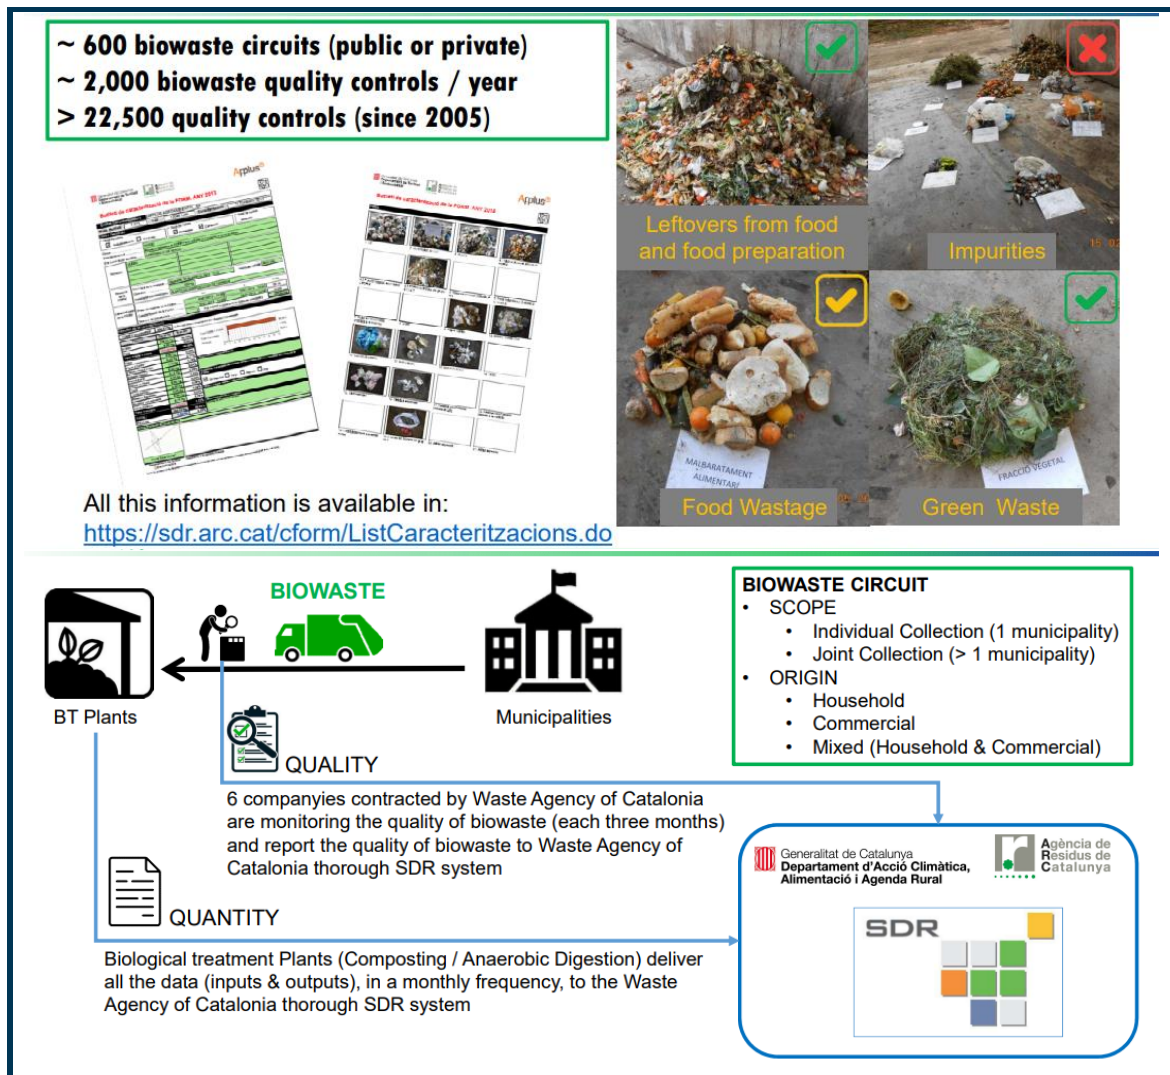 ~ 600 biowaste circuits (public or private)
~ 2,000 biowaste quality controls / year
> 22,500 quality controls (since 2005)
Applus
Applus
Leftovers from food
and food preparation
Impurities
15 02
MALBARATAMENT
ALIMENTARI
Food Wastage
FRACCIÓ VEGETAL
Green Waste
All this information is available in:
https://sdr.arc.cat/cform/ListCaracteritzacions.do
BIOWASTE
BT Plants
Municipalities
BIOWASTE CIRCUIT
• SCOPE
• Individual Collection (1 municipality)
• Joint Collection (> 1 municipality)
• ORIGIN
• Household
• Commercial
• Mixed (Household & Commercial)
QUALITY
6 companyies contracted by Waste Agency of Catalonia
are monitoring the quality of biowaste (each three months)
and report the quality of biowaste to Waste Agency of
Catalonia thorough SDR system
QUANTITY
Biological treatment Plants (Composting / Anaerobic Digestion) deliver
all the data (inputs & outputs), in a monthly frequency, to the Waste
Agency of Catalonia thorough SDR system
Generalitat de Catalunya
Departament d'Acció Climàtica,
Alimentació i Agenda Rural
Agència de
Residus de
Catalunya
SDR